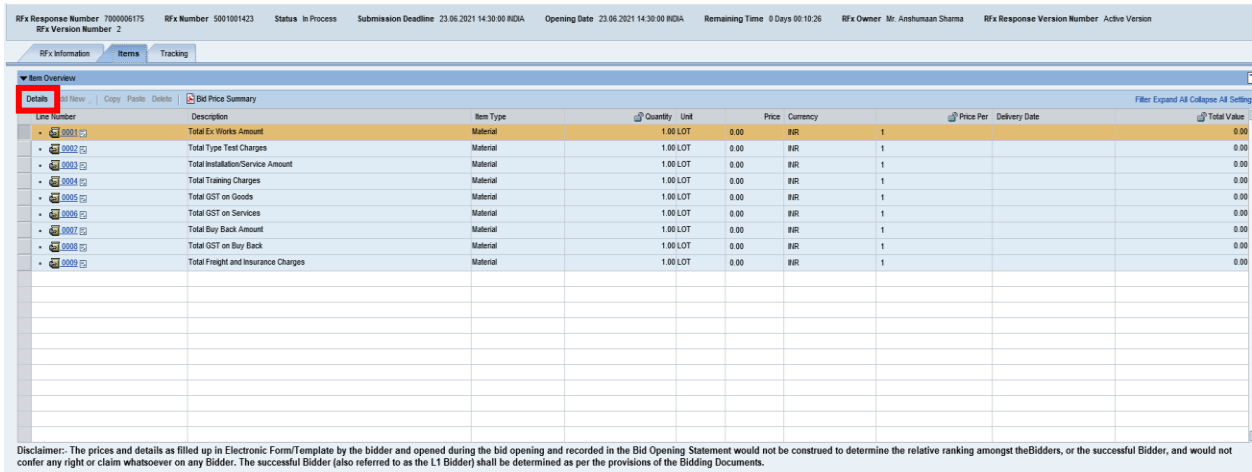 RFx Response Number 7000006175 RFx Number 5001001423 Status In Process Submission Deadline 23.06.2021 14:30:00 INDIA Opening Date 23.06.2021 14:30:00 INDIA Remaining Time 0 Days 00:10:26 RFx Owner Mr. Anshumaan Sharma RFx Response Version Number Active Version
RFx Version Number 2
RFx Information Items Tracking
Item Overview
Details New Copy Paste Delete Bid Price Summary Filter Expand All Collapse All Setting
Line Number Description Item Type Quantity Unit Price Currency Price Per Delivery Date Total Value
0001 Total Ex Works Amount Material 1.00 LOT 0.00 INR 1 0.00
0002 Total Type Test Charges Material 1.00 LOT 0.00 INR 1 0.00
0003 Total Installation/Service Amount Material 1.00 LOT 0.00 INR 1 0.00
0004 Total Training Charges Material 1.00 LOT 0.00 INR 1 0.00
0005 Total GST on Goods Material 1.00 LOT 0.00 INR 1 0.00
0006 Total GST on Services Material 1.00 LOT 0.00 INR 1 0.00
0007 Total Buy Back Amount Material 1.00 LOT 0.00 INR 1 0.00
0008 Total GST on Buy Back Material 1.00 LOT 0.00 INR 1 0.00
0009 Total Freight and Insurance Charges Material 1.00 LOT 0.00 INR 1 0.00
Disclaimer:- The prices and details as filled up in Electronic Form/Template by the bidder and opened during the bid opening and recorded in the Bid Opening Statement would not be construed to determine the relative ranking amongst theBidders, or the successful Bidder, and would not
confer any right or claim whatsoever on any Bidder. The successful Bidder (also referred to as the L1 Bidder) shall be determined as per the provisions of the Bidding Documents.